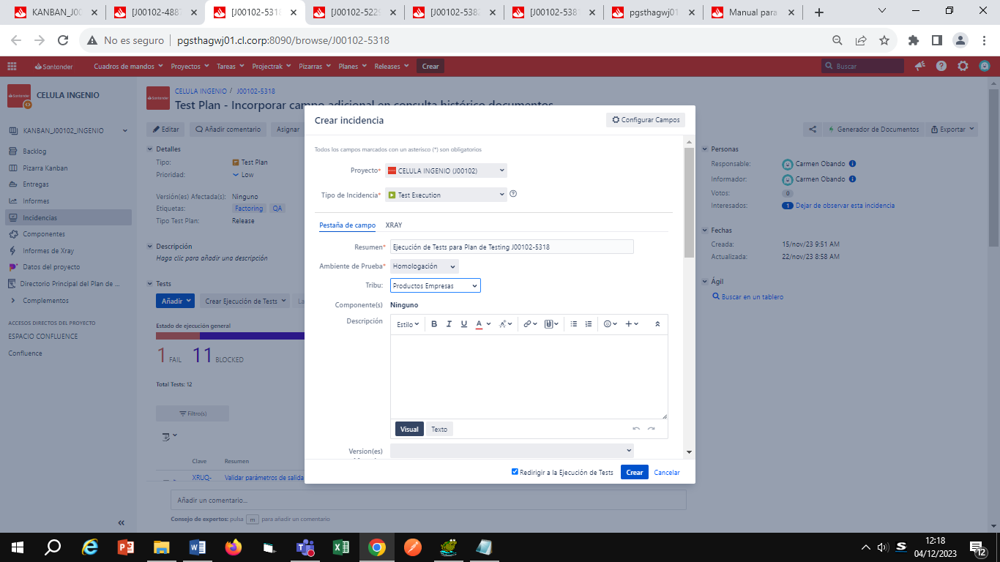 KANBAN_J00
[J00102-4887
[J00102-5318
[J00102-5229
[J00102-5382
[J00102-5387
pgsthagwj01
Manual para
No es seguro
pgsthagwj01.cl.corp:8090/browse/J00102-5318
Santander
Cuadros de mandos
Proyectos
Tareas
Projectrak
Pizarras
Planes
Releases
Crear
Buscar
CELULA INGENIO
CELULA INGENIO / J00102-5318
Test Plan - Incorporar campo adicional en consulta histórico documentos
KANBAN_J00102_INGENIO
Backlog
Pizarra Kanban
Entregas
Informes
Incidencias
Componentes
Informes de Xray
Datos del proyecto
Directorio Principal del Plan de ...
Complementos
ACCESOS DIRECTOS DEL PROYECTO
ESPACIO CONFLUENCE
Confluence
Editar
Añadir comentario
Asignar
Generador de Documentos
Exportar
Detalles
Tipo: Test Plan
Prioridad: Low
Versión(es) Afectada(s): Ninguno
Etiquetas: Factoring QA
Tipo Test Plan: Release
Descripción
Haga clic para añadir una descripción
Tests
Añadir
Crear Ejecución de Tests
Estado de ejecución general
1 FAIL 11 BLOCKED
Total Tests: 12
Filtro(s)
Clave Resumen
XRUQ- Validar parámetros de salida
Añadir un comentario...
Consejo de expertos: pulsa m para añadir un comentario
Crear incidencia
Configurar Campos
Todos los campos marcados con un asterisco (*) son obligatorios
Proyecto* CELULA INGENIO (J00102)
Tipo de Incidencia* Test Execution
Pestaña de campo XRAY
Resumen* Ejecución de Tests para Plan de Testing J00102-5318
Ambiente de Prueba* Homologación
Tribu: Productos Empresas
Componente(s) Ninguno
Descripción
Estilo B I U A
Visual Texto
Version(es)
Redirigir a la Ejecución de Tests
Crear
Cancelar
Personas
Responsable: Carmen Obando
Informador: Carmen Obando
Votos: 0
Interesados: 1 Dejar de observar esta incidencia
Fechas
Creada: 15/nov/23 9:51 AM
Actualizada: 22/nov/23 8:58 AM
Ágil
Buscar en un tablero
12:18
04/12/2023
12